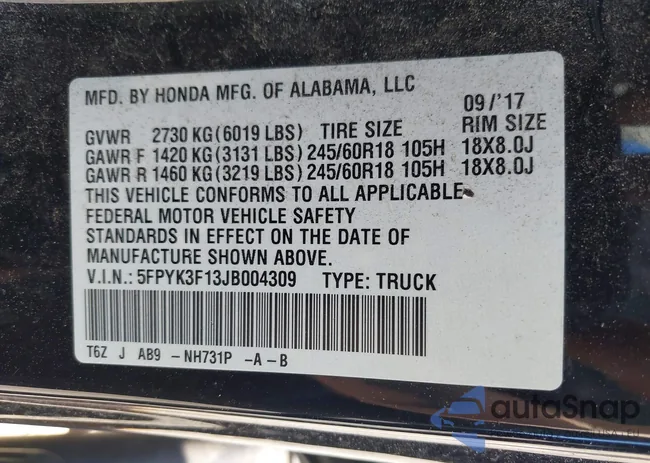 MFD. BY HONDA MFG. OF ALABAMA, LLC
09/'17
GVWR 2730 KG(6019 LBS) TIRE SIZE RIM SIZE
GAWR F 1420 KG(3131 LBS) 245/60R18 105H 18X8.0J
GAWR R 1460 KG(3219 LBS) 245/60R18 105H 18X8.0J
THIS VEHICLE CONFORMS TO ALL APPLICABLE
FEDERAL MOTOR VEHICLE SAFETY
STANDARDS IN EFFECT ON THE DATE OF
MANUFACTURE SHOWN ABOVE.
V.I.N.: 5FPYK3F13JB004309 TYPE: TRUCK
T6Z J AB9 -NH731P -A-B
autoSnap